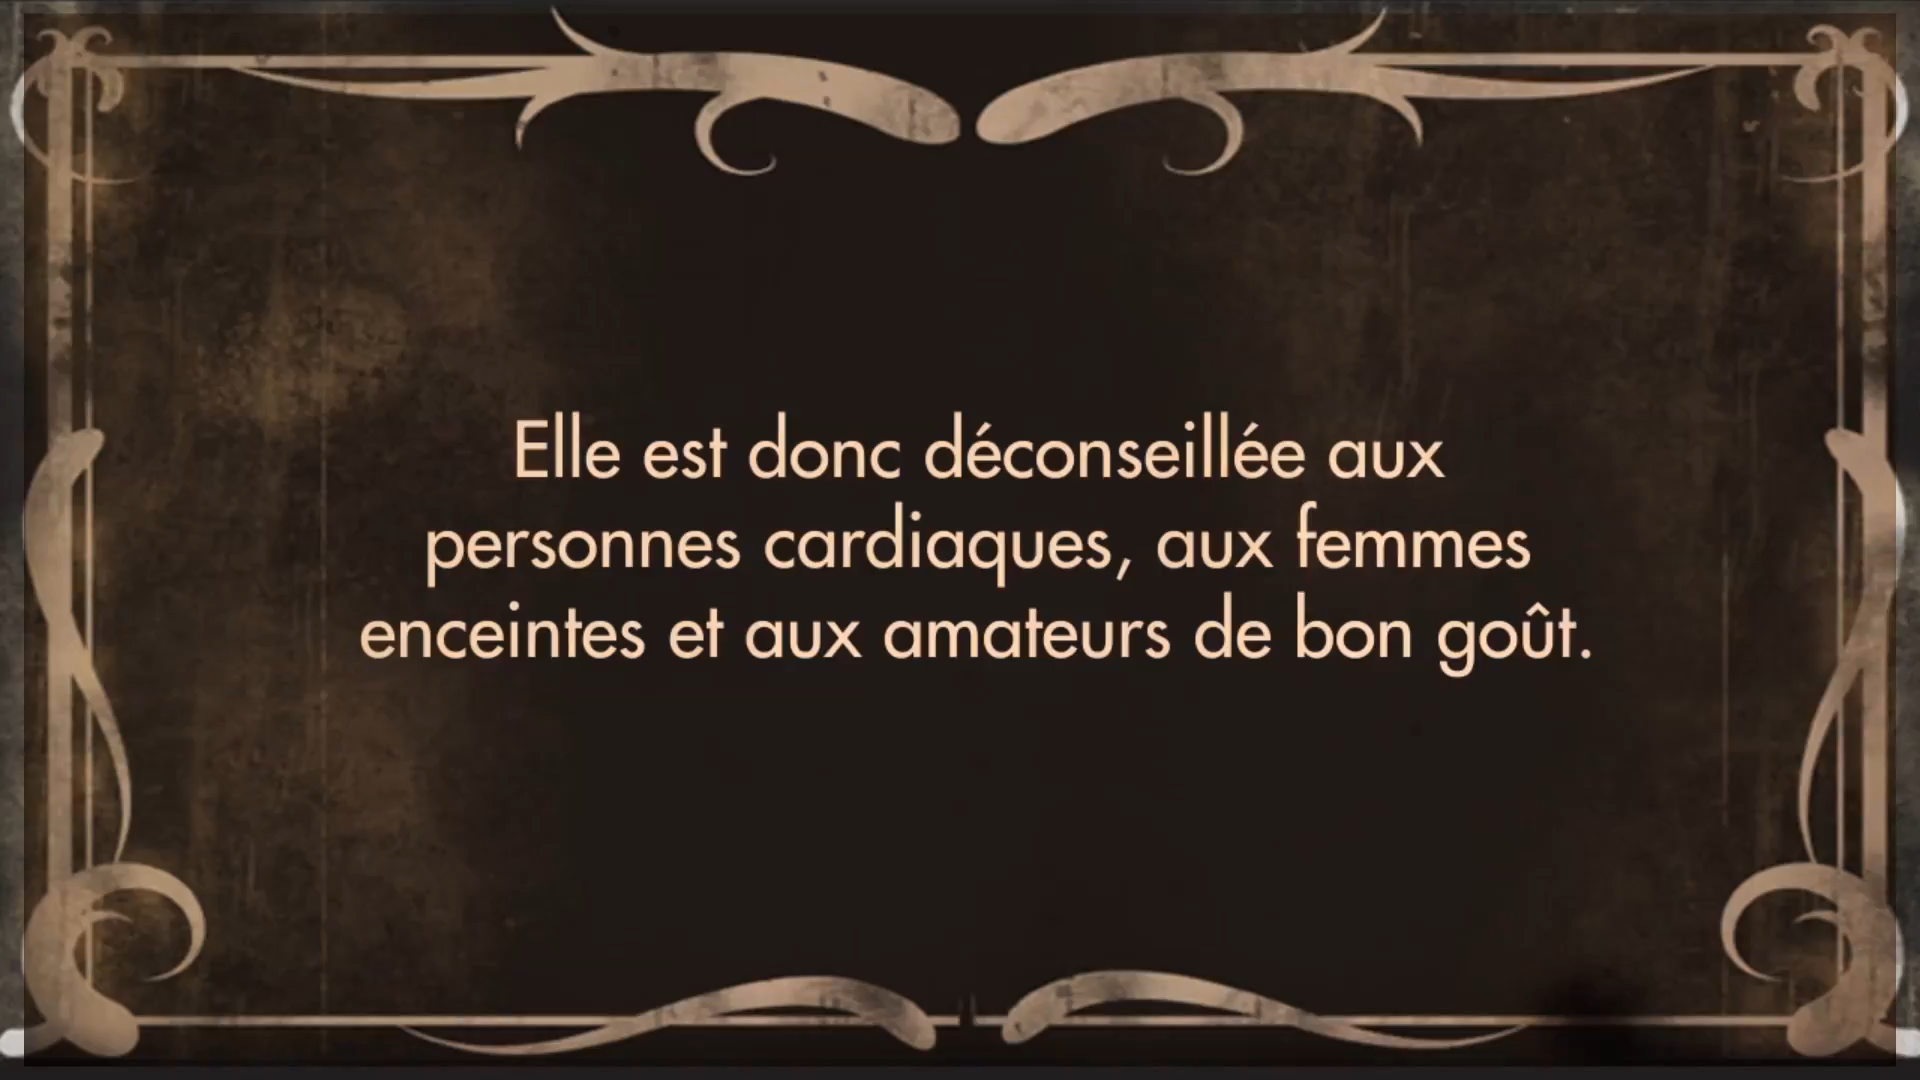 Elle est donc déconseillée aux
personnes cardiaques, aux femmes
enceintes et aux amateurs de bon goût.